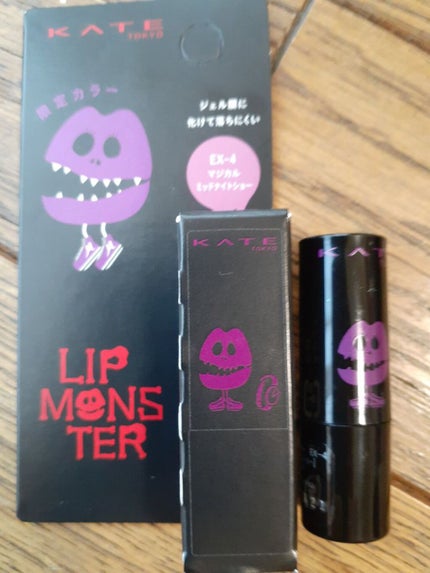 KATE
TOKYO
限定カラー
ジェル膜に
化けて落ちにくい
EX-4
マジカル
ミッドナイトショー
LIP
MONS
TER
KATE
TOKYO
KATE